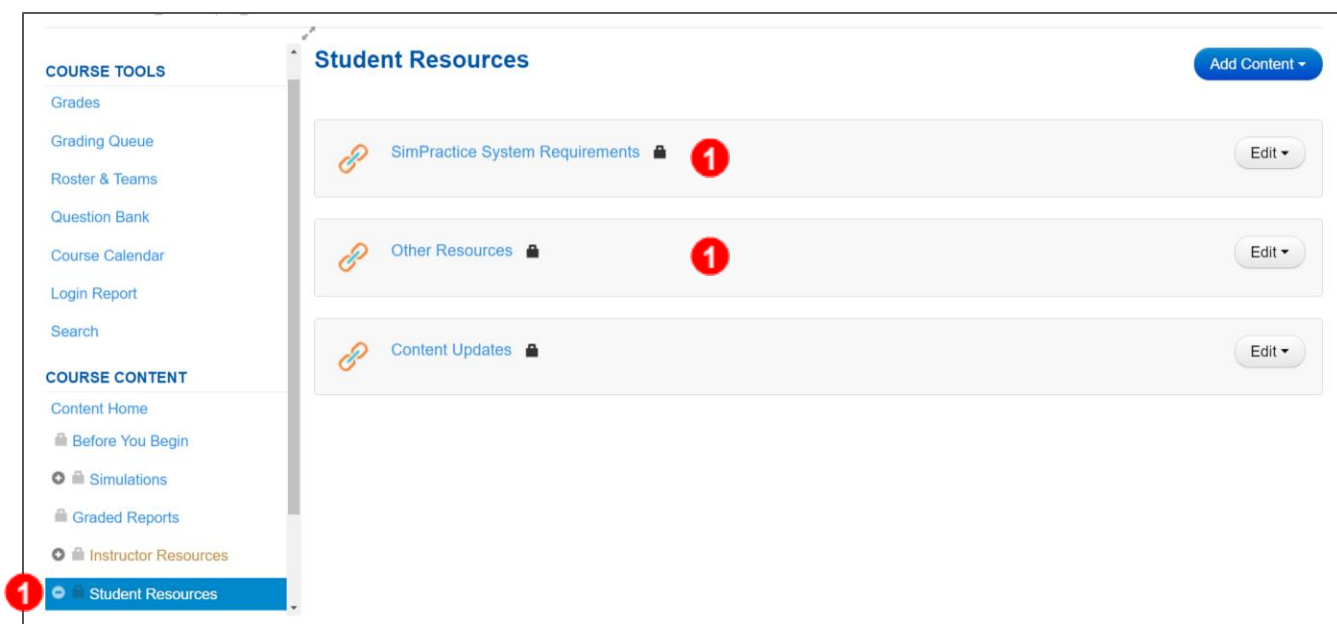 COURSE TOOLS
Grades
Grading Queue
Roster & Teams
Question Bank
Course Calendar
Login Report
Search
COURSE CONTENT
Content Home
Before You Begin
Simulations
Graded Reports
Instructor Resources
1
Student Resources
Student Resources
Add Content
SimPractice System Requirements
1
Edit
Other Resources
1
Edit
Content Updates
Edit